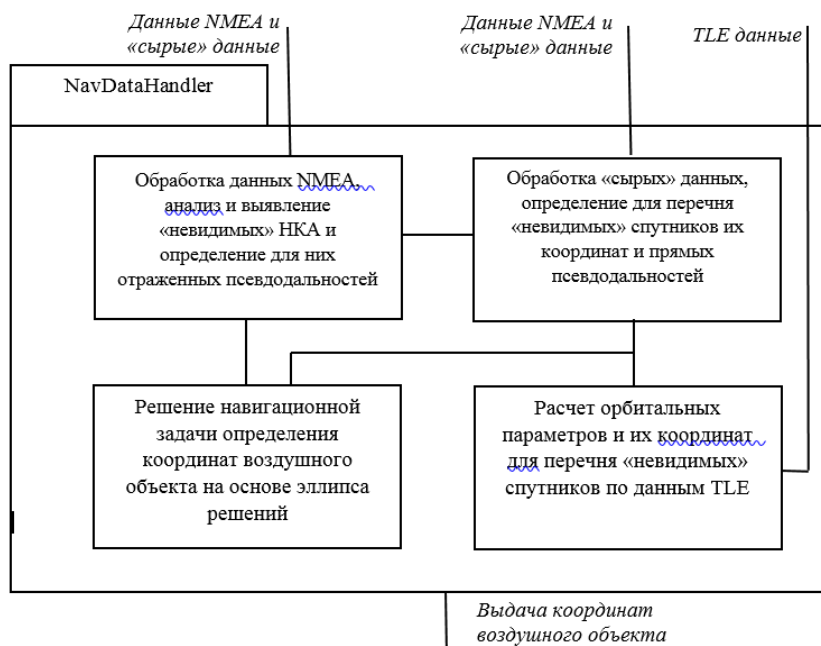 Данные NMEA и
«сырые» данные
Данные NMEA и
«сырые» данные
TLE данные
NavDataHandler
Обработка данных NMEA,
анализ и выявление
«невидимых» НКА и
определение для них
отраженных псевдодальностей
Обработка «сырых» данных,
определение для перечня
«невидимых» спутников их
координат и прямых
псевдодальностей
Решение навигационной
задачи определения
координат воздушного
объекта на основе эллипса
решений
Расчет орбитальных
параметров и их координат
для перечня «невидимых»
спутников по данным TLE
Выдача координат
воздушного объекта